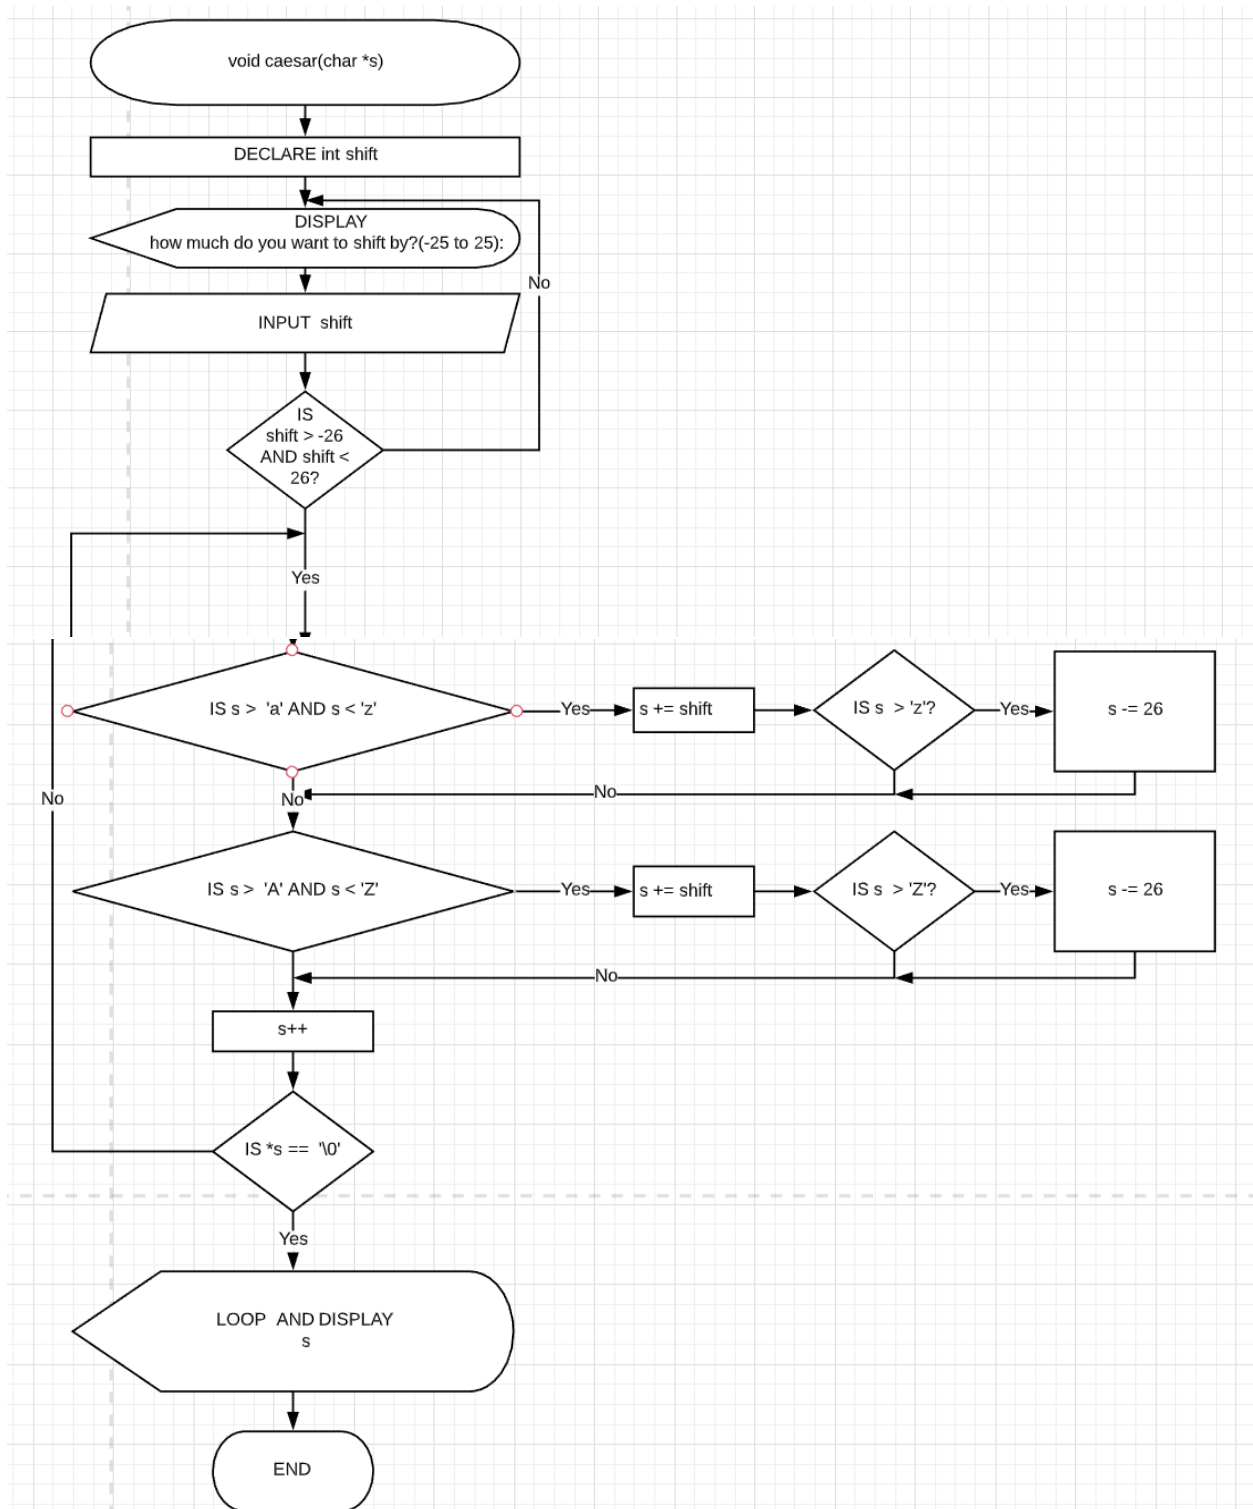 void caesar(char *s)
DECLARE int shift
DISPLAY
how much do you want to shift by?(-25 to 25):
No
INPUT shift
IS
shift > -26
AND shift <
26?
Yes
IS s > 'a' AND s < 'z'
Yes
s += shift
IS s > 'z'?
Yes
s -= 26
No
No
No
IS s > 'A' AND s < 'Z'
Yes
s += shift
IS s > 'Z'?
Yes
s -= 26
No
s++
IS *s == '\0'
Yes
LOOP AND DISPLAY
s
END